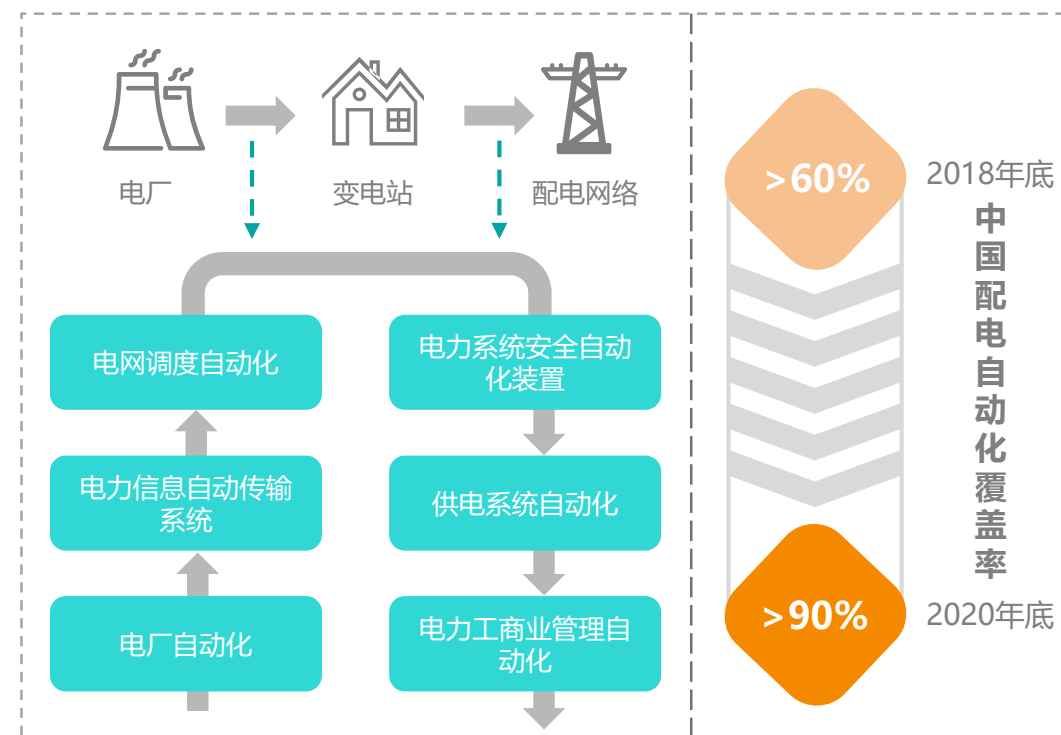 电厂
变电站
配电网络
电网调度自动化
电力信息自动传输
系统
电厂自动化
电力系统安全自动
化装置
供电系统自动化
电力工商业管理自
动化
>60%
2018年底
中国配电自动化覆盖率
>90%
2020年底